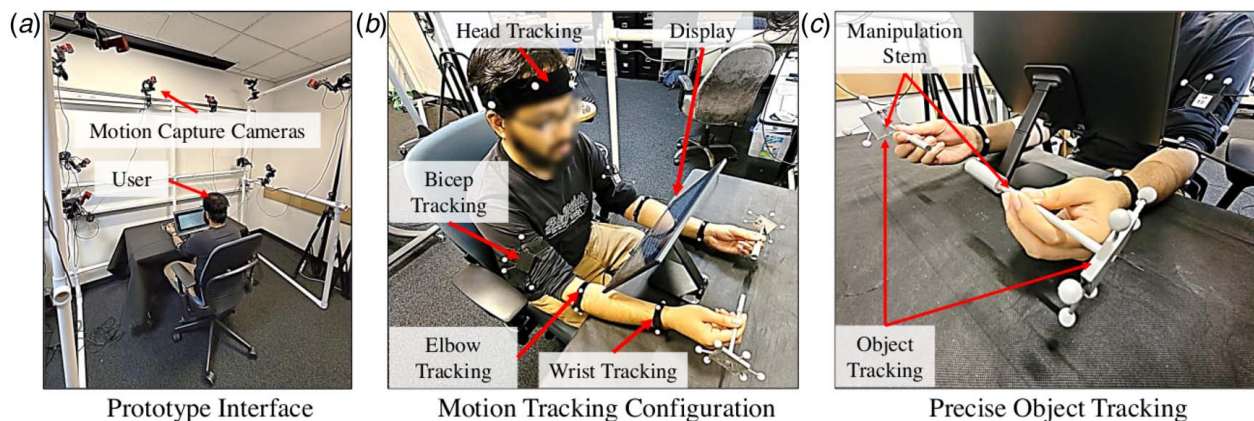 (a)
Motion Capture Cameras
User
Prototype Interface
(b)
Head Tracking
Display
Bicep
Tracking
Elbow
Tracking
Wrist Tracking
Motion Tracking Configuration
(c)
Manipulation
Stem
Object
Tracking
Precise Object Tracking